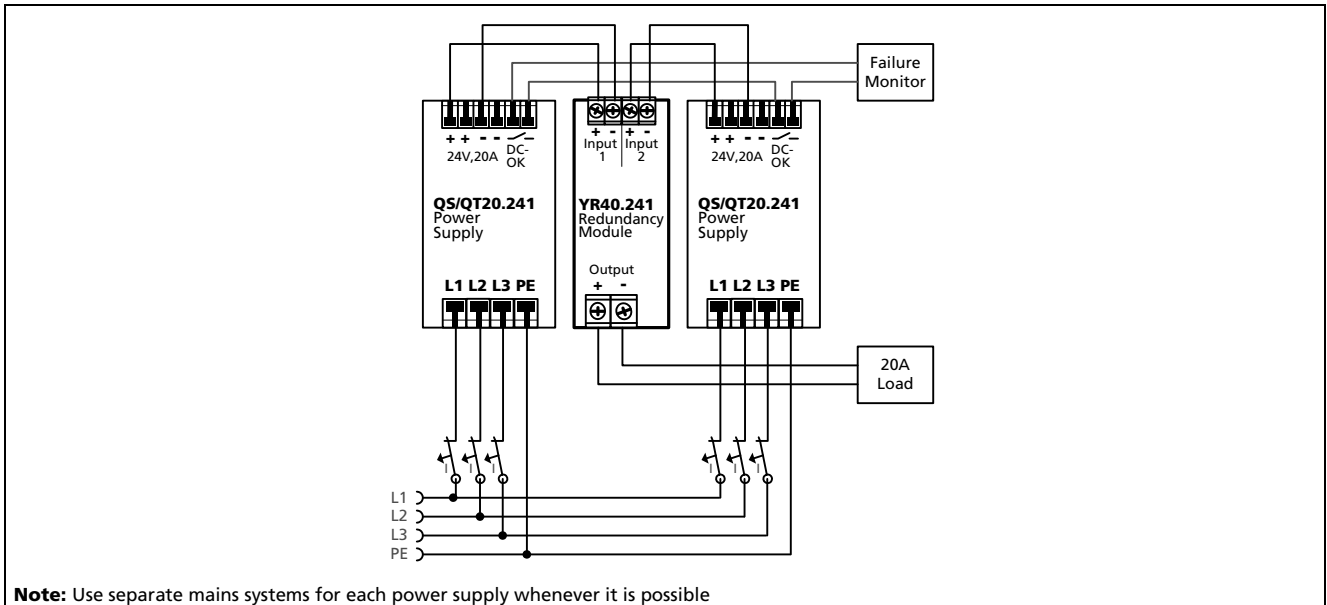 Failure
Monitor
+ + - -
24V,20A
DC-
OK
QS/QT20.241
Power
Supply
L1 L2 L3 PE
+ - + -
Input
1
Input
2
YR40.241
Redundancy
Module
Output
+ -
+ + - -
24V,20A
DC-
OK
QS/QT20.241
Power
Supply
L1 L2 L3 PE
20A
Load
I I I
I I I
L1
L2
L3
PE
Note: Use separate mains systems for each power supply whenever it is possible